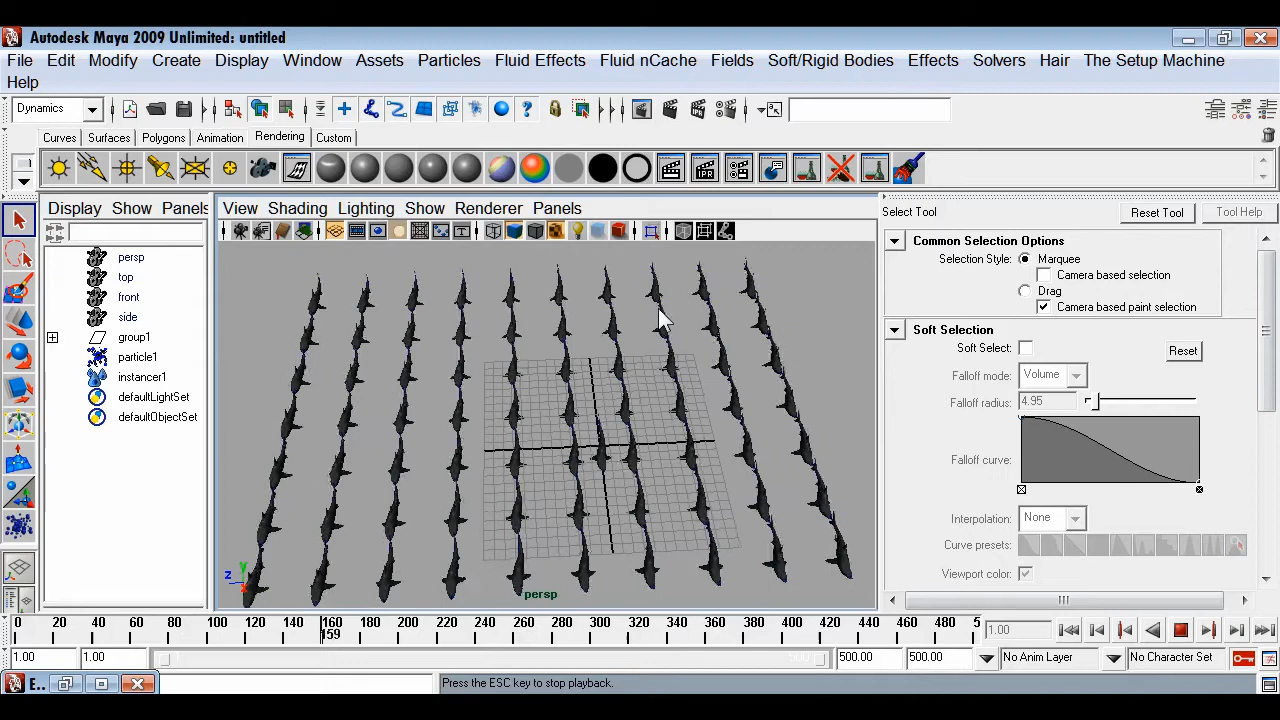 Autodesk Maya 2009 Unlimited: untitled
File Edit Modify Create Display Window Assets Particles Fluid Effects Fluid nCache Fields Soft/Rigid Bodies Effects Solvers Hair The Setup Machine
Help
Dynamics
Curves Surfaces Polygons Animation Rendering Custom
IPR
Display Show Panels
View Shading Lighting Show Renderer Panels
Select Tool Reset Tool Tool Help
persp
top
front
side
group1
particle1
instancer1
defaultLightSet
defaultObjectSet
Common Selection Options
Selection Style: Marquee
Camera based selection
Drag
Camera based paint selection
Soft Selection
Soft Select: Reset
Falloff mode: Volume
Falloff radius: 4.95
Falloff curve:
Interpolation: None
Curve presets:
Viewport color:
y
z
x
persp
0 20 40 60 80 100 120 140 160 180 200 220 240 260 280 300 320 340 360 380 400 420 440 460 480 5
159
1.00
1.00 1.00 500 500.00 500.00 No Anim Layer No Character Set
E...
Press the ESC key to stop playback.